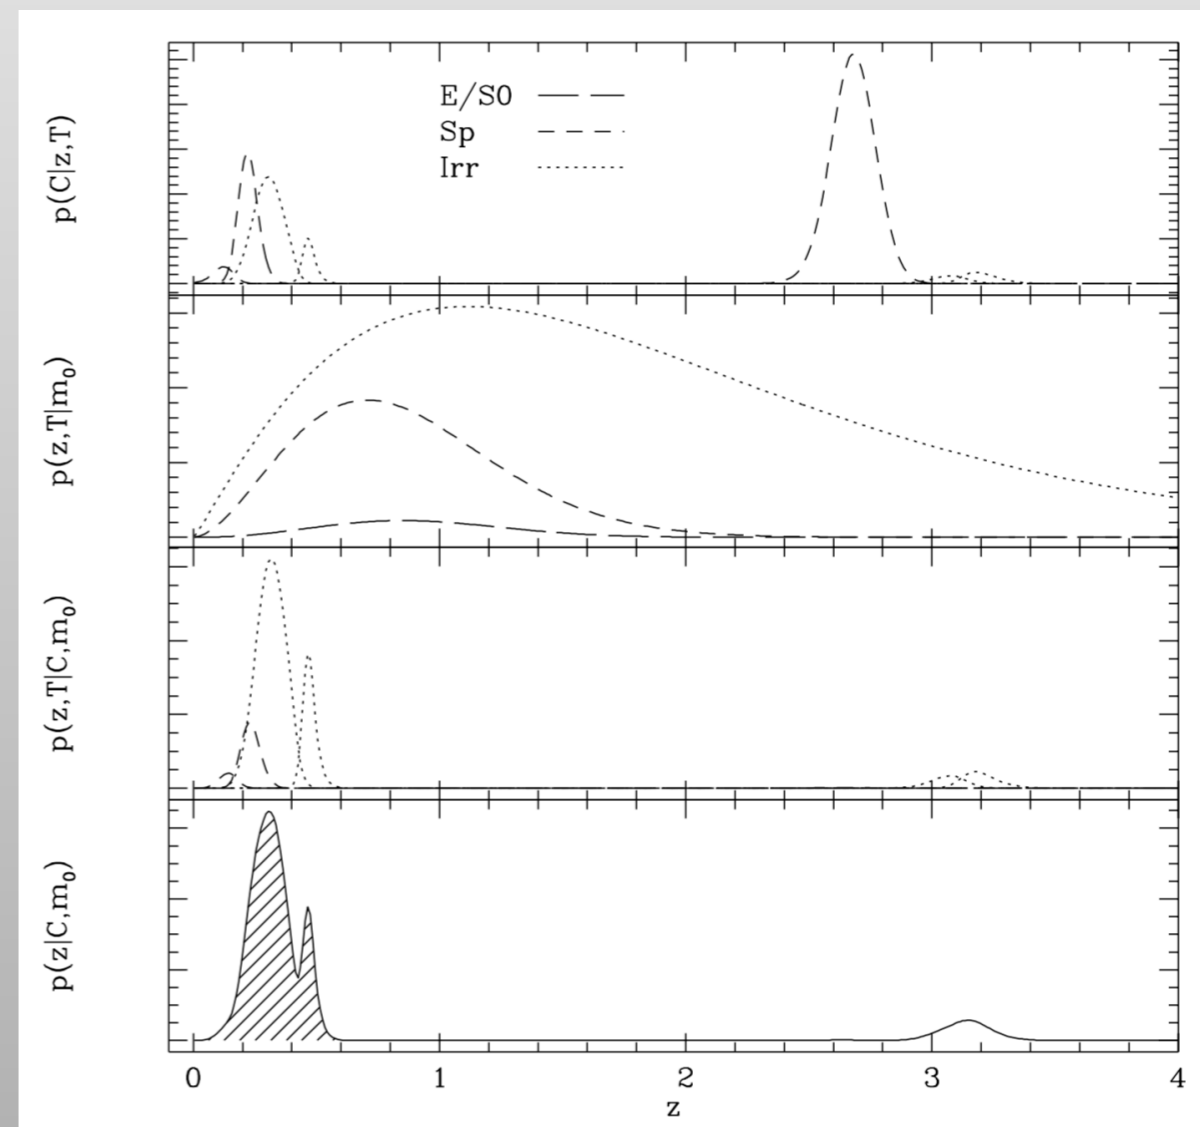 p(C|z,T)
E/S0
Sp
Irr
p(z,T|m₀)
p(z,T|C,m₀)
p(z|C,m₀)
0 1 2 3 4
z